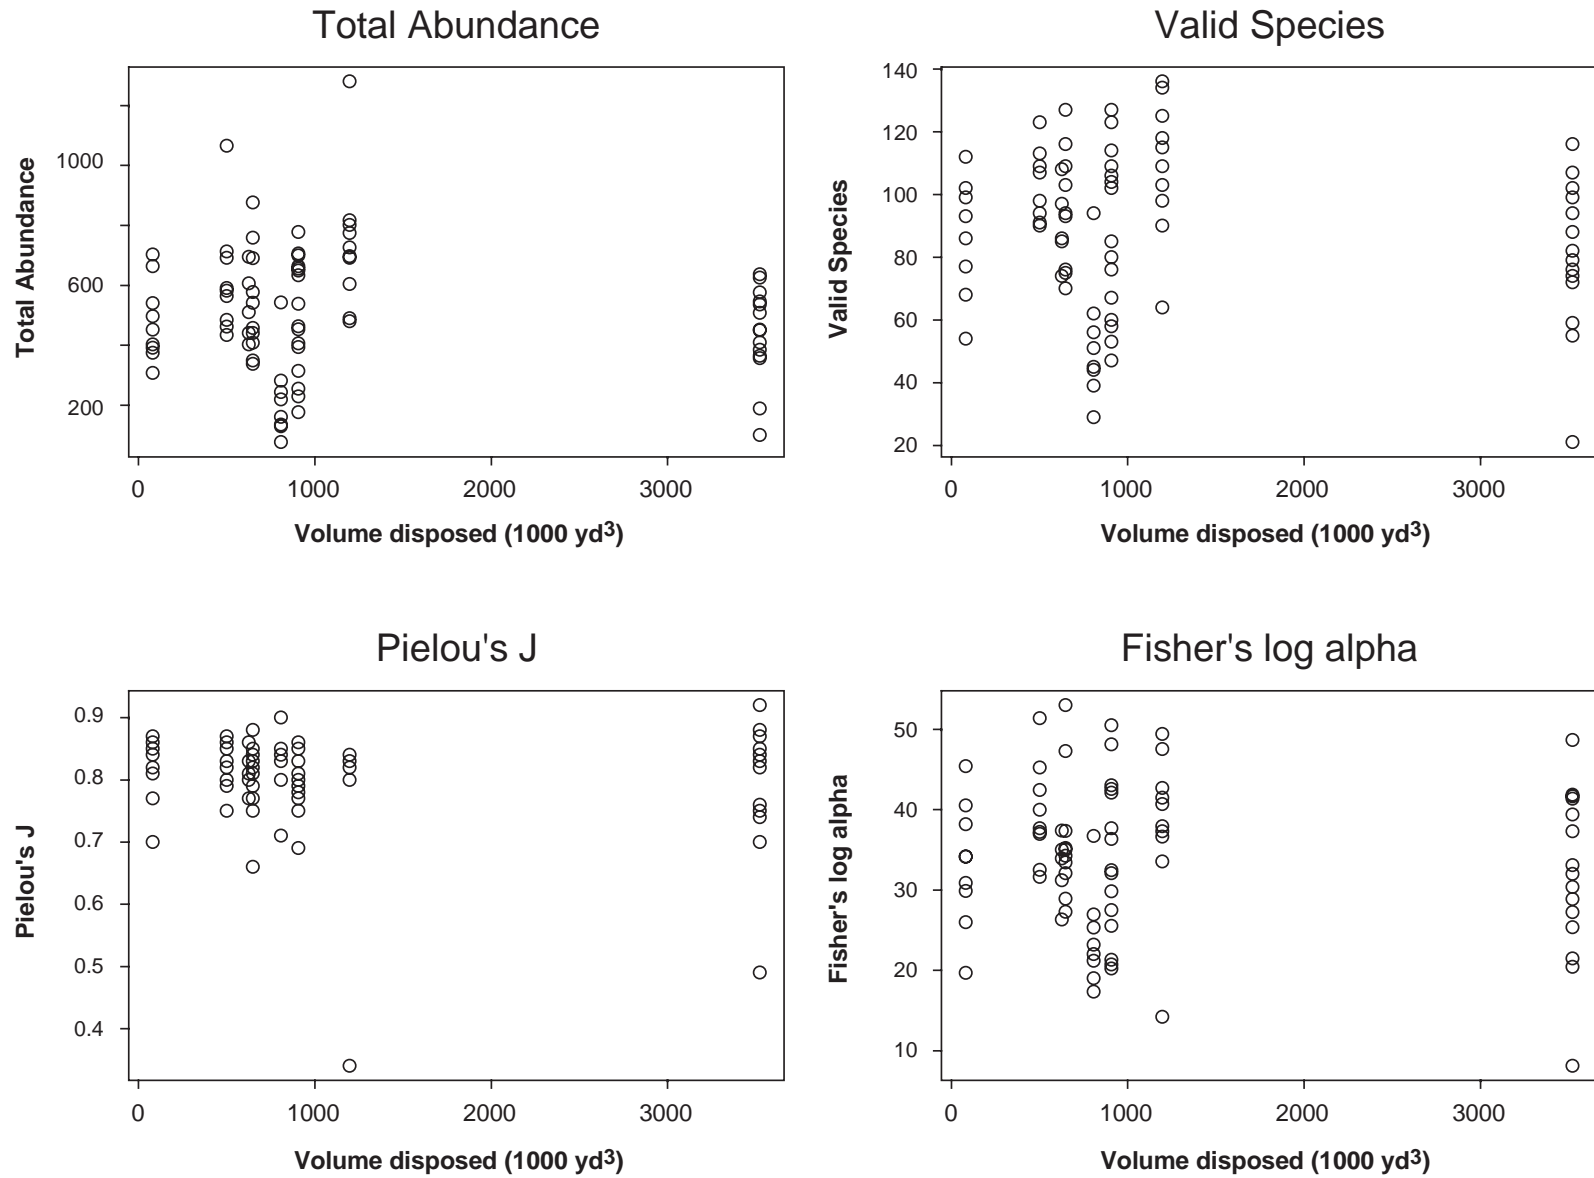 Total Abundance
Valid Species
Total Abundance
1000
600
200
0 1000 2000 3000
Volume disposed (1000 yd³)
Valid Species
140
120
100
80
60
40
20
0 1000 2000 3000
Volume disposed (1000 yd³)
Pielou's J
Fisher's log alpha
Pielou's J
0.9
0.8
0.7
0.6
0.5
0.4
0 1000 2000 3000
Volume disposed (1000 yd³)
Fisher's log alpha
50
40
30
20
10
0 1000 2000 3000
Volume disposed (1000 yd³)